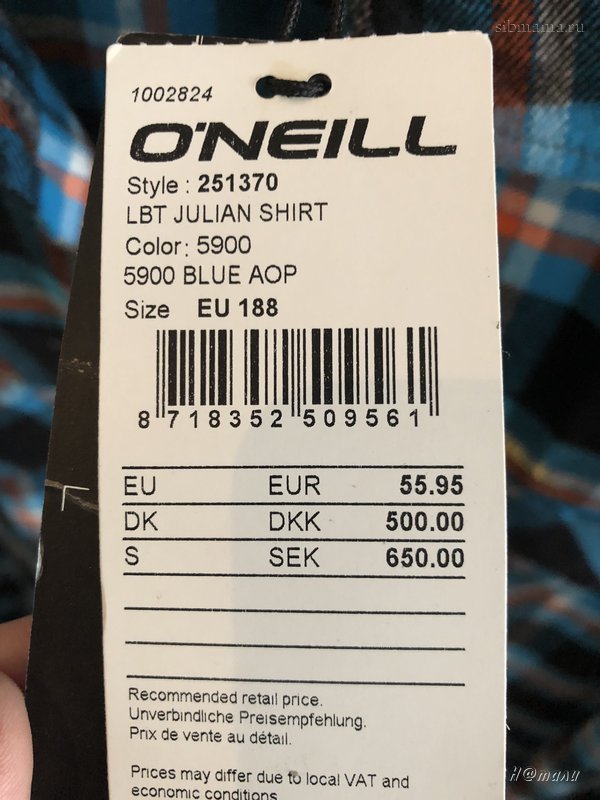 sibmama.ru
1002824
O'NEILL
Style : 251370
LBT JULIAN SHIRT
Color: 5900
5900 BLUE AOP
Size EU 188
8 718352 509561
EU EUR 55.95
DK DKK 500.00
S SEK 650.00
Recommended retail price.
Unverbindliche Preisempfehlung.
Prix de vente au détail.
Prices may differ due to local VAT and
economic conditions
Н@тали